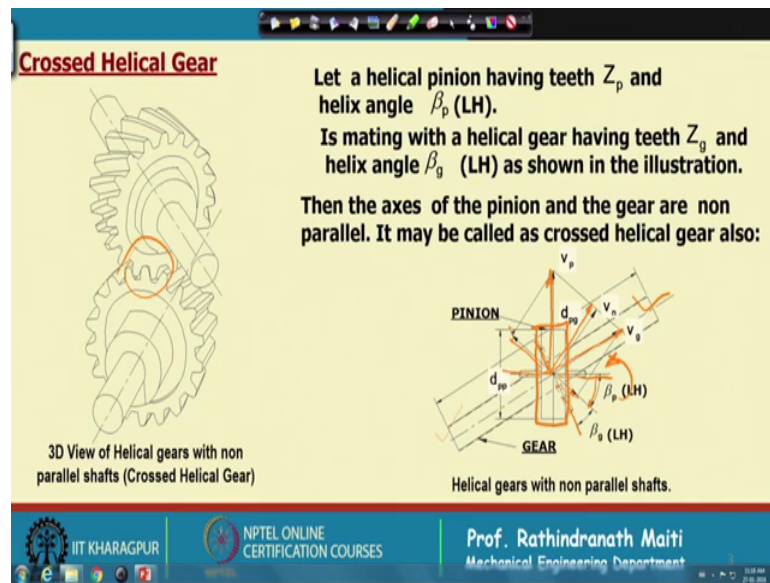 Crossed Helical Gear
Let a helical pinion having teeth Zp and
helix angle βp (LH).
Is mating with a helical gear having teeth Zg and
helix angle βg (LH) as shown in the illustration.
Then the axes of the pinion and the gear are non
parallel. It may be called as crossed helical gear also:
Vp
PINION
dpg
Vn
Vg
dpp
βp (LH)
βg (LH)
GEAR
3D View of Helical gears with non
parallel shafts (Crossed Helical Gear)
Helical gears with non parallel shafts.
IIT KHARAGPUR
NPTEL ONLINE
CERTIFICATION COURSES
Prof. Rathindranath Maiti
Mechanical Engineering Department